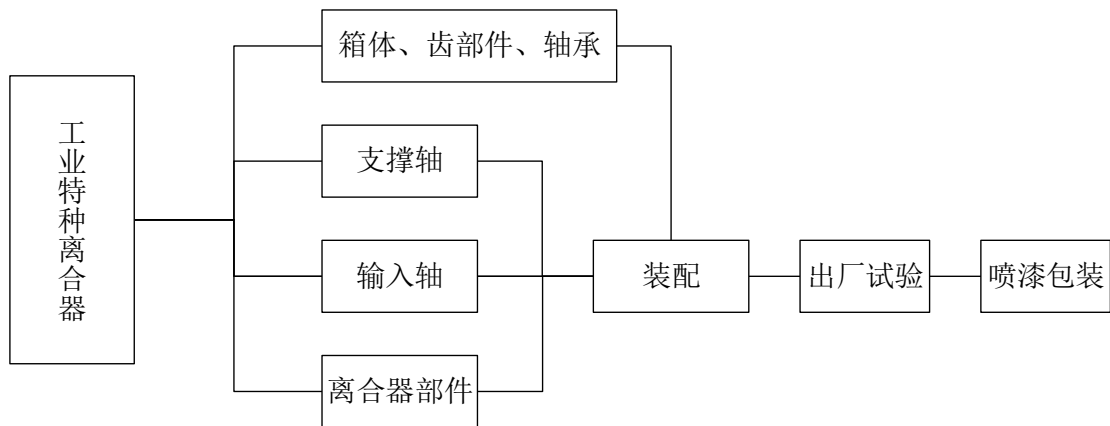 工业特种离合器
箱体、齿部件、轴承
支撑轴
输入轴
离合器部件
装配
出厂试验
喷漆包装